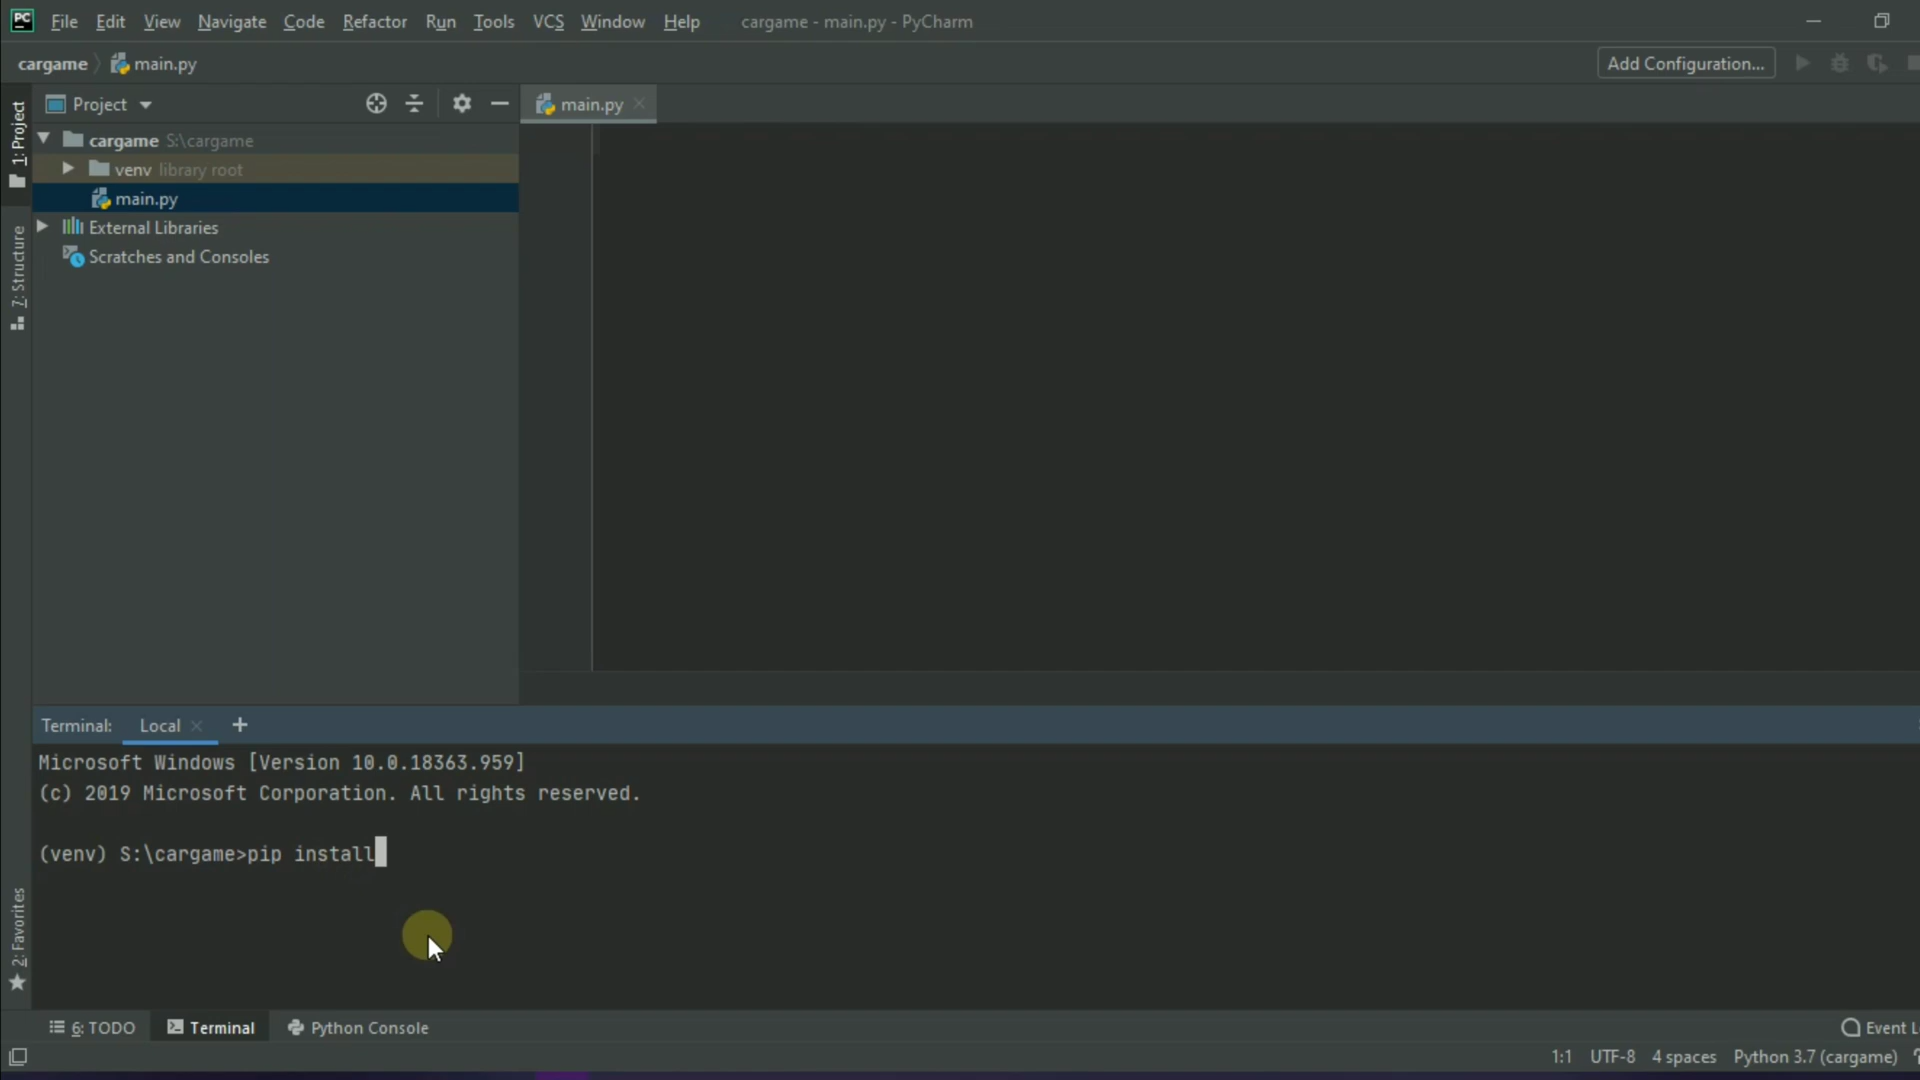 PC File Edit View Navigate Code Refactor Run Tools VCS Window Help cargame - main.py - PyCharm
cargame main.py Add Configuration...
1: Project
Project
main.py
cargame S:\cargame
venv library root
main.py
External Libraries
Scratches and Consoles
7: Structure
Terminal: Local +
Microsoft Windows [Version 10.0.18363.959]
(c) 2019 Microsoft Corporation. All rights reserved.
(venv) S:\cargame>pip install
2: Favorites
6: TODO Terminal Python Console Event L
1:1 UTF-8 4 spaces Python 3.7 (cargame)